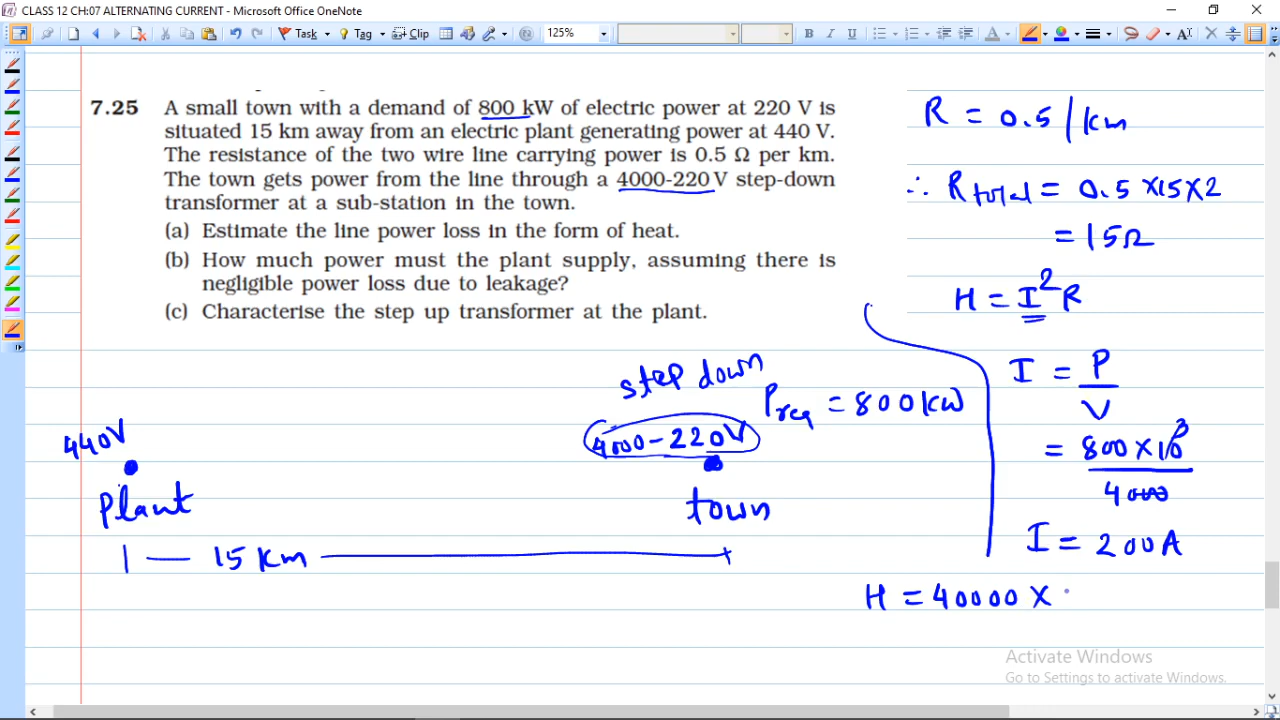 CLASS 12 CH:07 ALTERNATING CURRENT - Microsoft Office OneNote
Task Tag Clip 125% B I U
7.25 A small town with a demand of 800 kW of electric power at 220 V is
situated 15 km away from an electric plant generating power at 440 V.
The resistance of the two wire line carrying power is 0.5 Ω per km.
The town gets power from the line through a 4000-220 V step-down
transformer at a sub-station in the town.
(a) Estimate the line power loss in the form of heat.
(b) How much power must the plant supply, assuming there is
negligible power loss due to leakage?
(c) Characterise the step up transformer at the plant.
R = 0.5 / km
∴ R total = 0.5 × 15 × 2
= 15Ω
H = I² R
I = P / V
= 800 × 10³ / 4000
I = 200A
H = 40000 ×
step down
P req = 800 kW
440V
4000 - 220V
Plant
town
15 km
Activate Windows
Go to Settings to activate Windows.